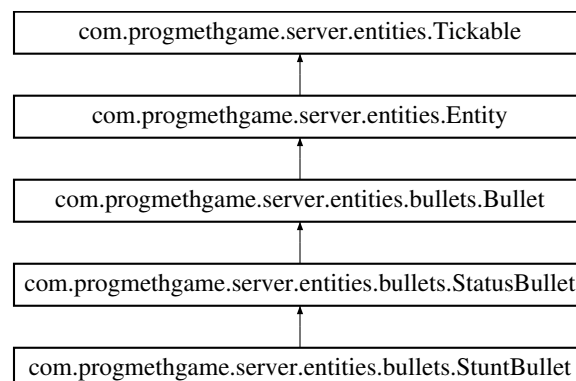 com.progmethgame.server.entities.Tickable
com.progmethgame.server.entities.Entity
com.progmethgame.server.entities.bullets.Bullet
com.progmethgame.server.entities.bullets.StatusBullet
com.progmethgame.server.entities.bullets.StuntBullet